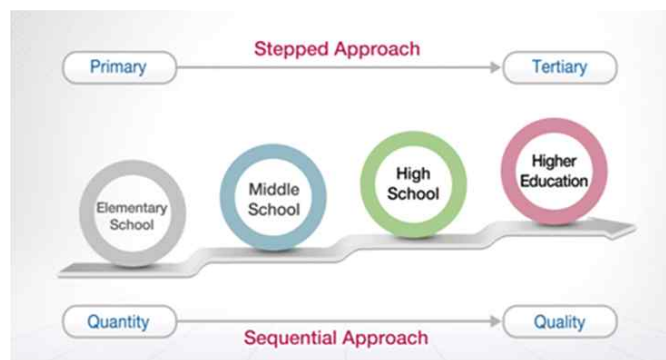 Stepped Approach
Primary
Tertiary
Elementary
School
Middle
School
High
School
Higher
Education
Quantity
Quality
Sequential Approach